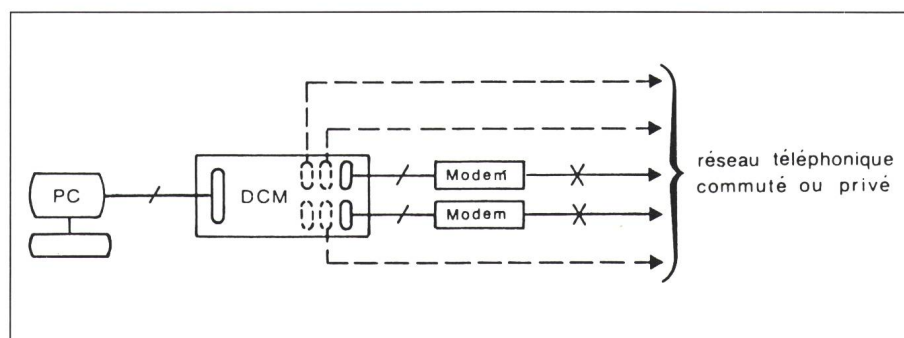 PC
DCM
Modem
Modem
réseau téléphonique
commuté ou privé